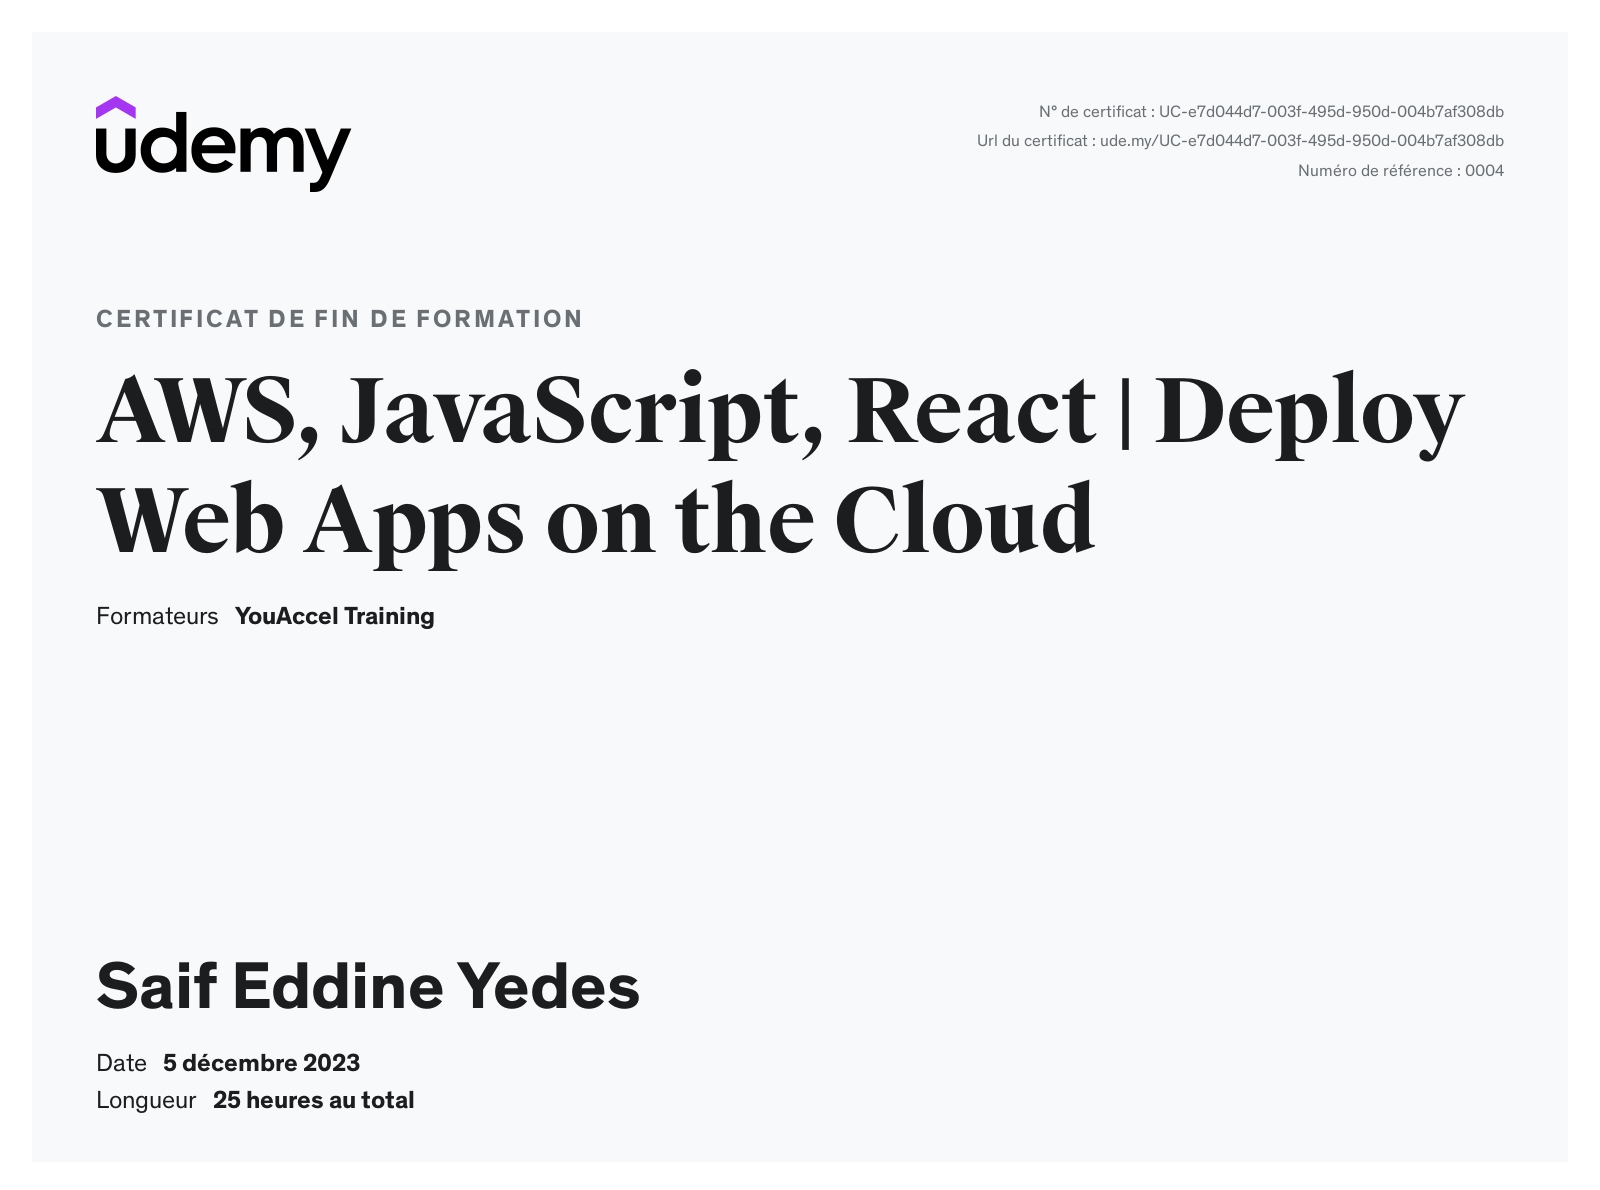 udemy
N° de certificat : UC-e7d044d7-003f-495d-950d-004b7af308db
Url du certificat : ude.my/UC-e7d044d7-003f-495d-950d-004b7af308db
Numéro de référence : 0004
CERTIFICAT DE FIN DE FORMATION
AWS, JavaScript, React | Deploy
Web Apps on the Cloud
Formateurs YouAccel Training
Saif Eddine Yedes
Date 5 décembre 2023
Longueur 25 heures au total